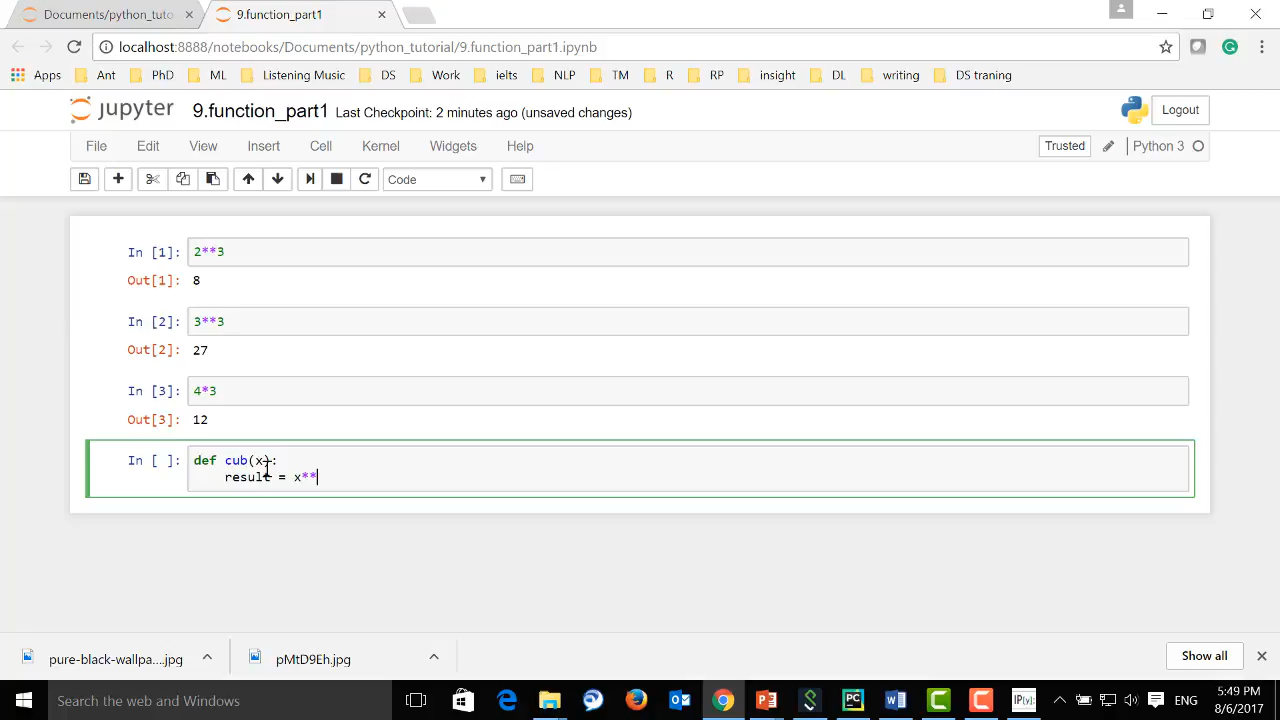 Documents/python_tuto
9.function_part1
localhost:8888/notebooks/Documents/python_tutorial/9.function_part1.ipynb
Apps Ant PhD ML Listening Music DS Work ielts NLP TM R RL insight DL writing DS traning
jupyter 9.function_part1 Last Checkpoint: 2 minutes ago (unsaved changes)
Logout
File Edit View Insert Cell Kernel Widgets Help
Trusted
Python 3
Code
In [1]: 2**3
Out[1]: 8
In [2]: 3**3
Out[2]: 27
In [3]: 4*3
Out[3]: 12
In [ ]: def cub(x):
result = x**
pure-black-wallpa....jpg
pMtD9Eh.jpg
Show all
Search the web and Windows
ENG
5:49 PM
8/6/2017